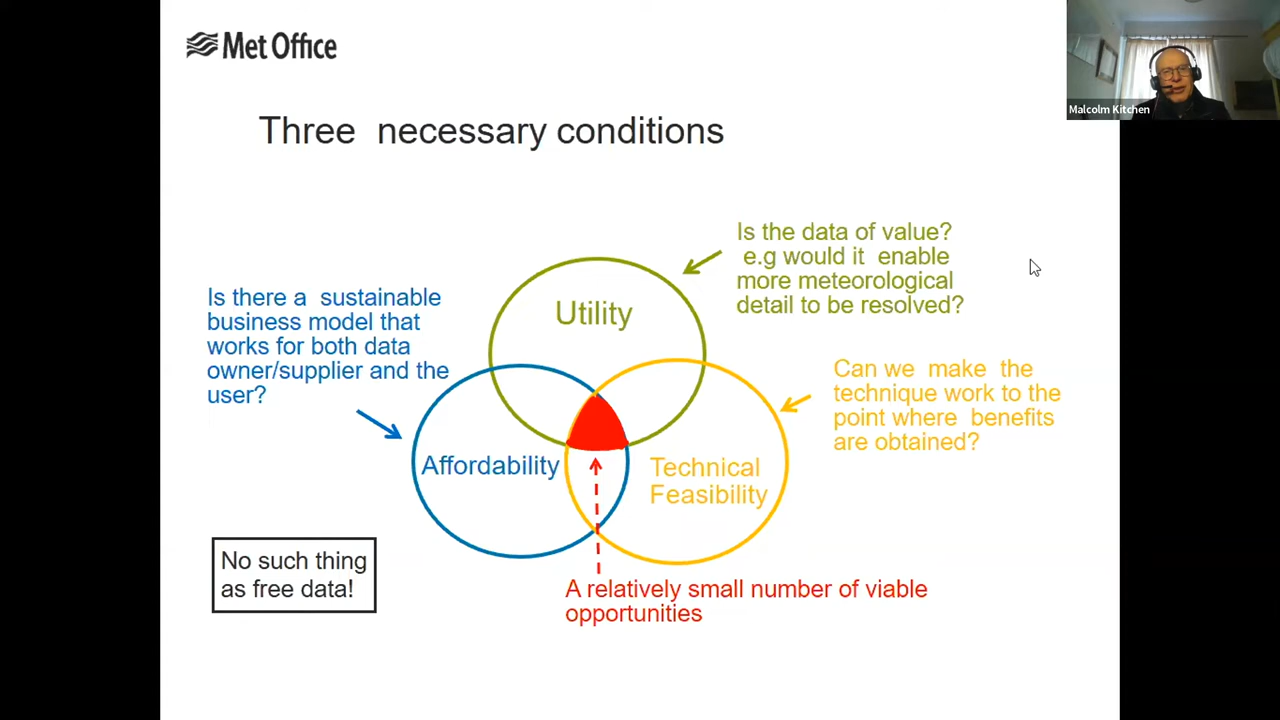 Met Office
Malcolm Kitchen
Three necessary conditions
Is the data of value?
e.g would it enable
more meteorological
detail to be resolved?
Is there a sustainable
business model that
works for both data
owner/supplier and the
user?
Utility
Can we make the
technique work to the
point where benefits
are obtained?
Affordability
Technical
Feasibility
No such thing
as free data!
A relatively small number of viable
opportunities